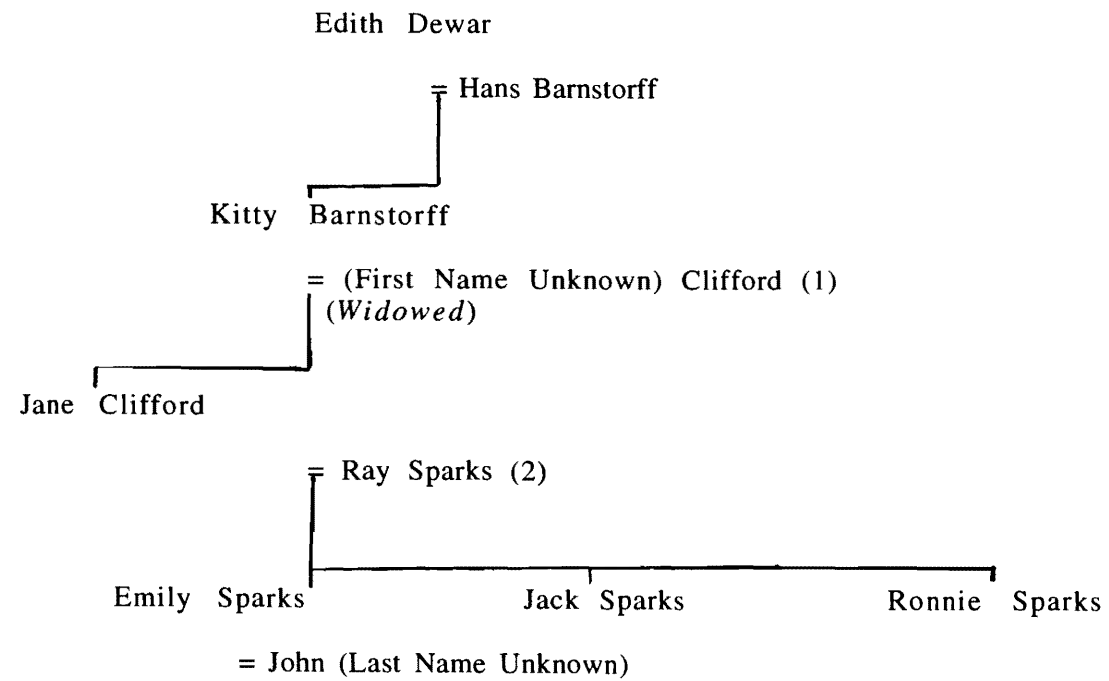 Edith Dewar
= Hans Barnstorff
Kitty Barnstorff
= (First Name Unknown) Clifford (1)
(Widowed)
Jane Clifford
= Ray Sparks (2)
Emily Sparks Jack Sparks Ronnie Sparks
= John (Last Name Unknown)